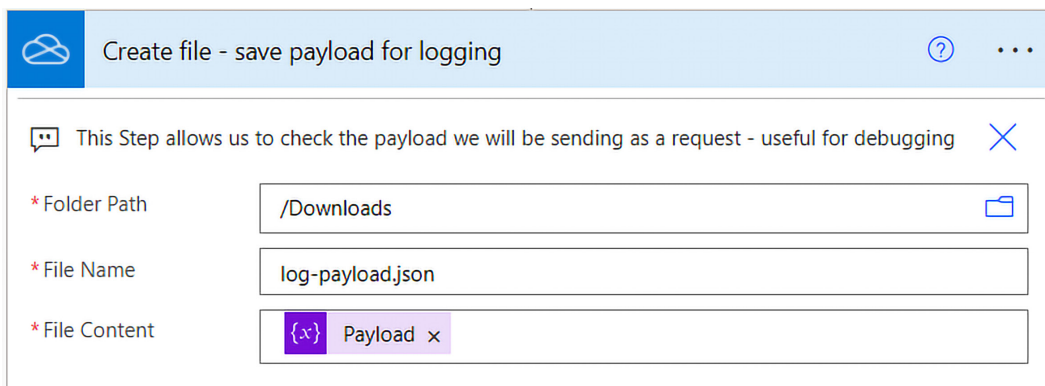 Create file - save payload for logging
This Step allows us to check the payload we will be sending as a request - useful for debugging
* Folder Path
/Downloads
* File Name
log-payload.json
* File Content
{x} Payload ×